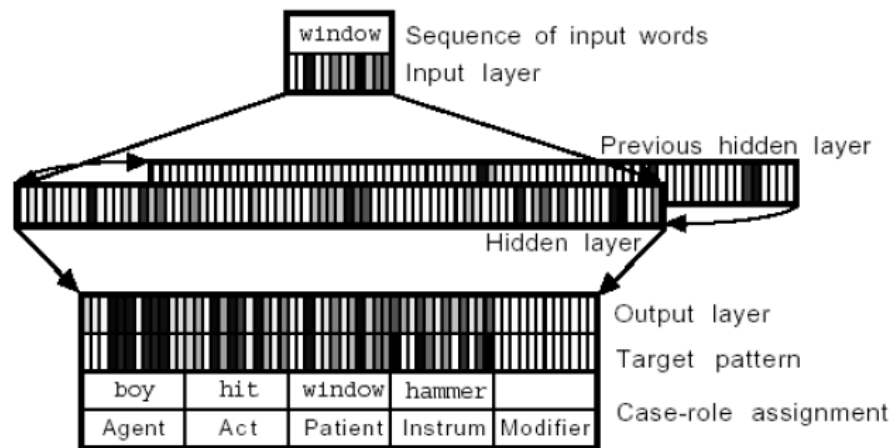 window Sequence of input words
Input layer
Previous hidden layer
Hidden layer
Output layer
Target pattern
boy hit window hammer
Case-role assignment
Agent Act Patient Instrum Modifier